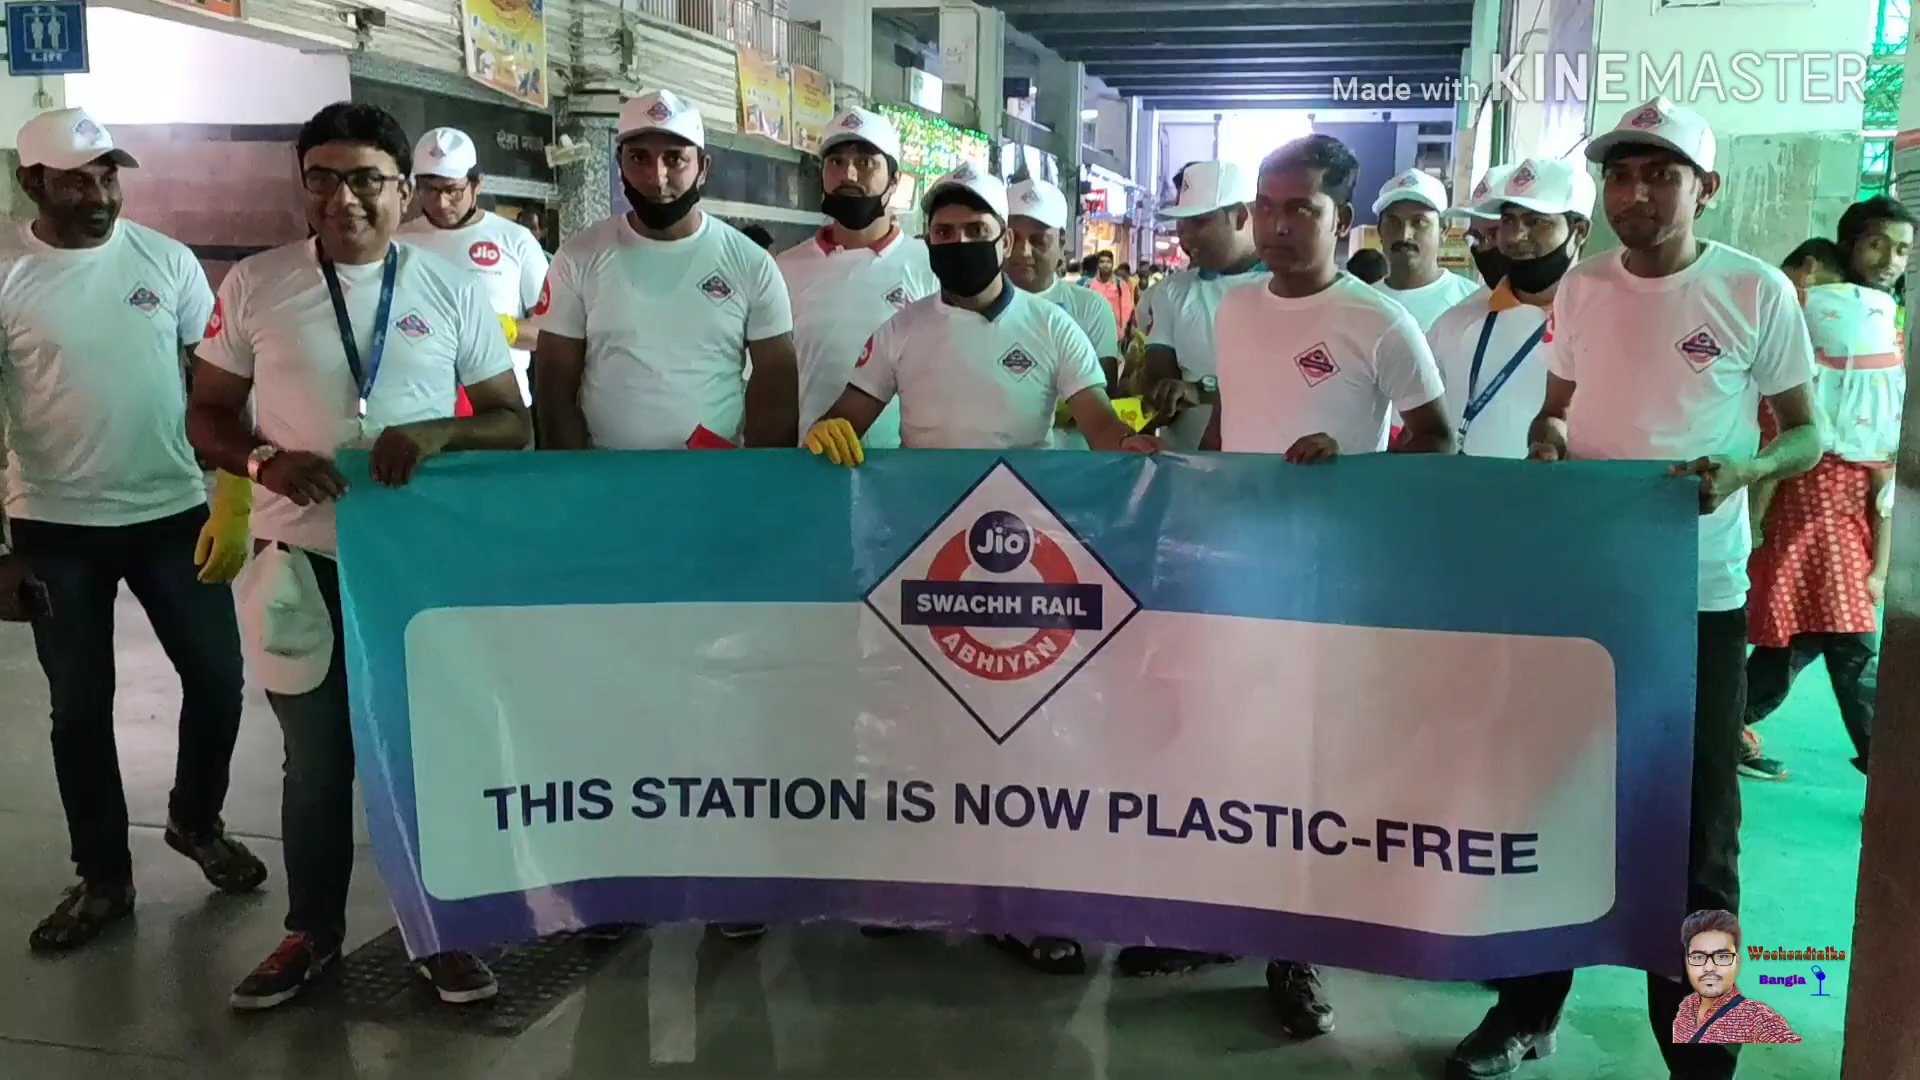 Lift
Made with KINEMASTER
Jio
Jio
SWACHH RAIL
ABHIYAN
THIS STATION IS NOW PLASTIC-FREE
Weekendtalks
Bangla